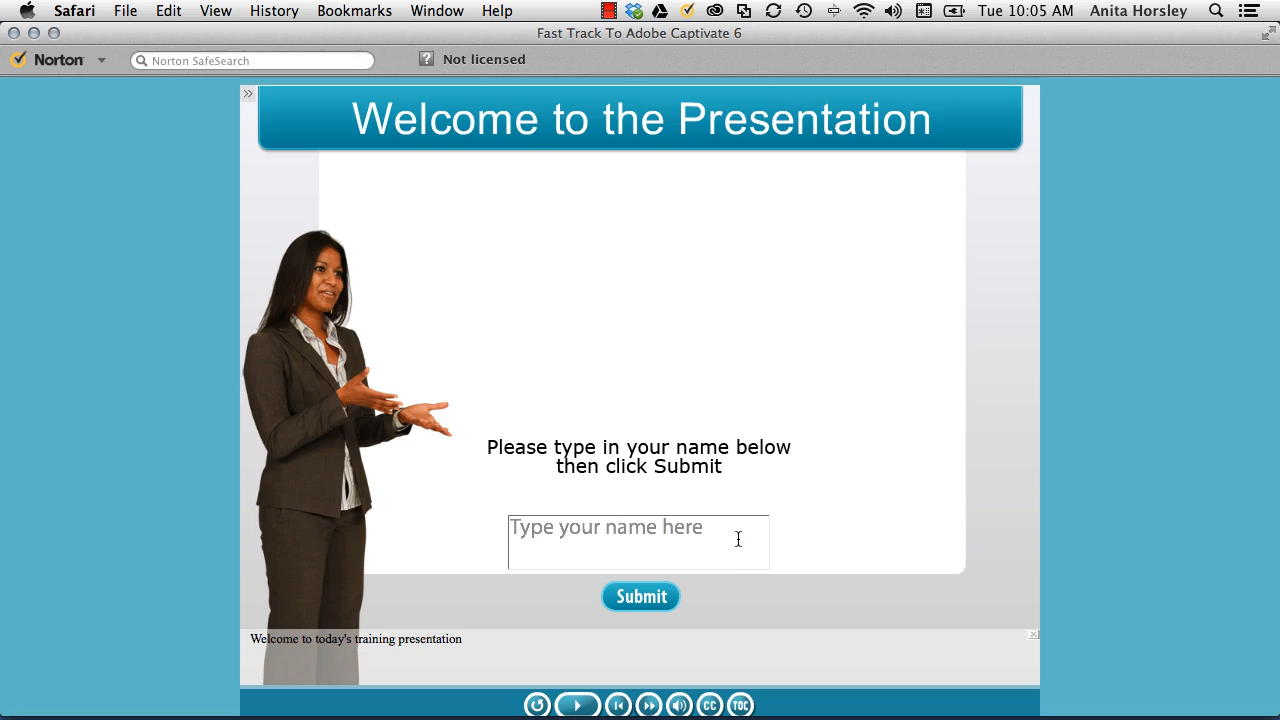 Safari File Edit View History Bookmarks Window Help Tue 10:05 AM Anita Horsley
Fast Track To Adobe Captivate 6
Norton Norton SafeSearch ? Not licensed
Welcome to the Presentation
Please type in your name below
then click Submit
Type your name here
Submit
Welcome to today's training presentation
CC TOC